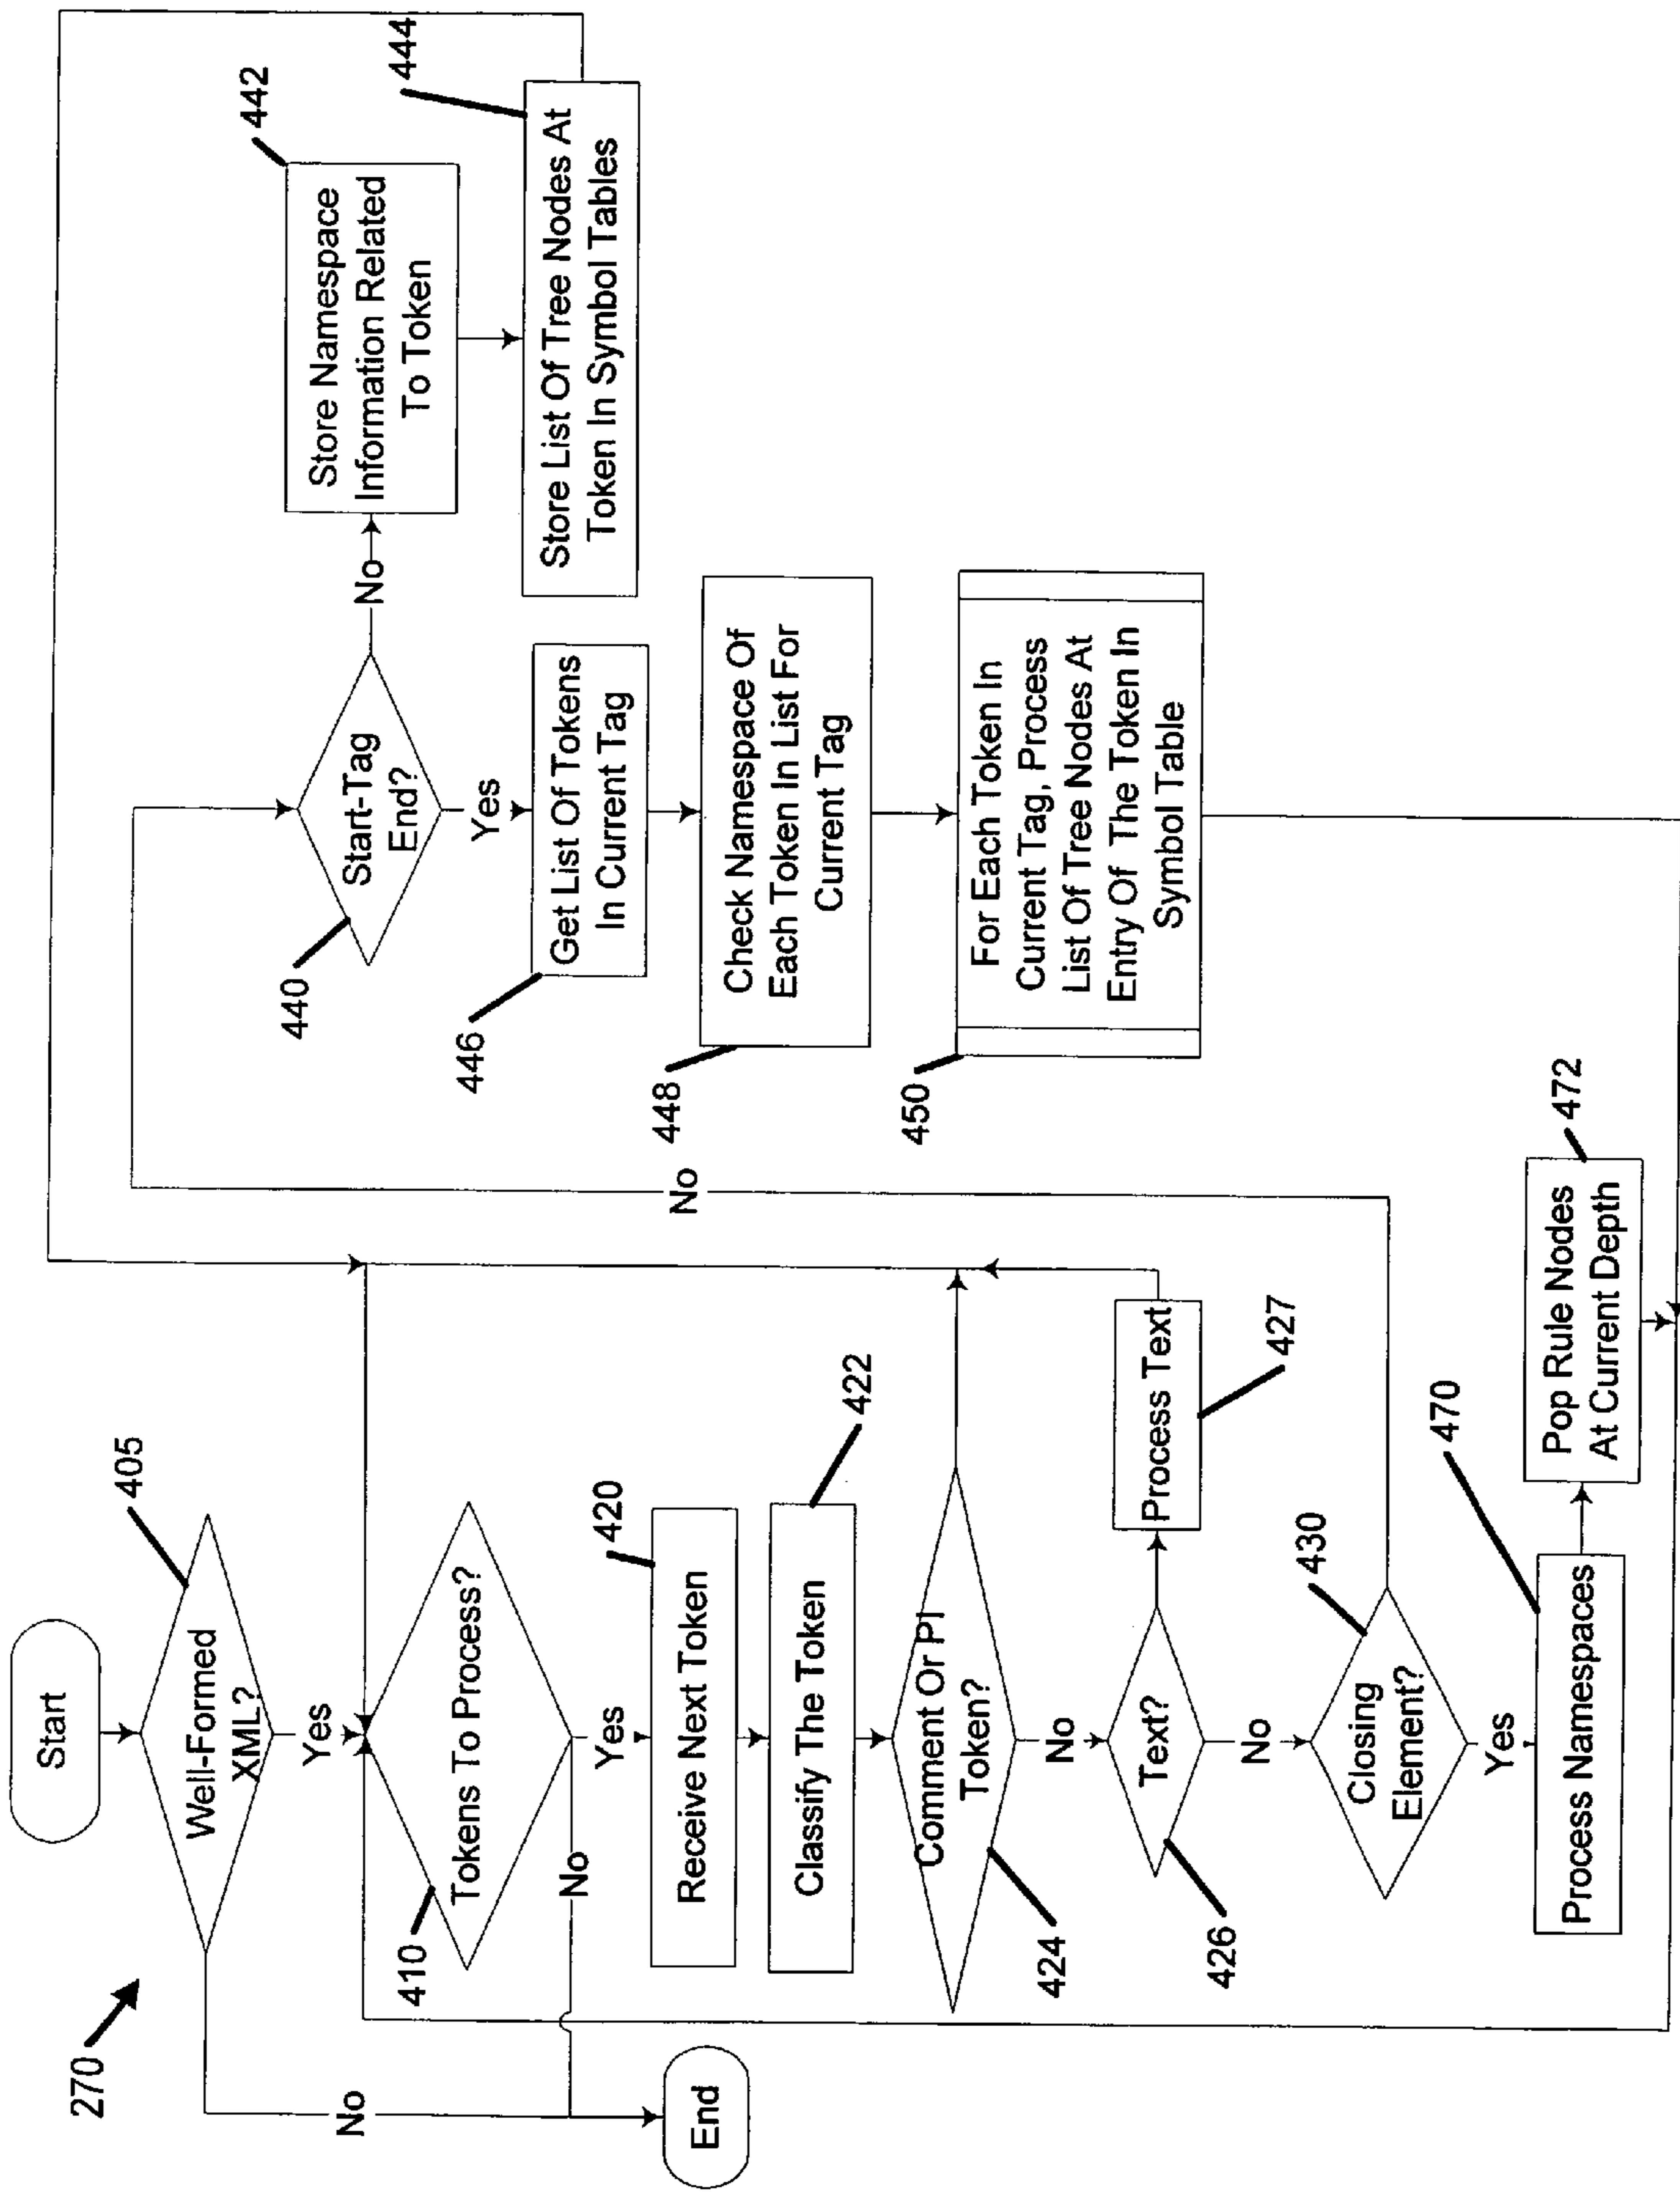 270
Start
405
Well-Formed
XML?
No
Yes
410
Tokens To Process?
No
Yes
End
420
Receive Next Token
422
Classify The Token
424
Comment Or PI
Token?
No
426
Text?
427
Process Text
No
430
Closing
Element?
No
Yes
470
Process Namespaces
472
Pop Rule Nodes
At Current Depth
440
Start-Tag
End?
No
Yes
442
Store Namespace
Information Related
To Token
444
Store List Of Tree Nodes At
Token In Symbol Tables
446
Get List Of Tokens
In Current Tag
448
Check Namespace Of
Each Token In List For
Current Tag
450
For Each Token In
Current Tag, Process
List Of Tree Nodes At
Entry Of The Token In
Symbol Table